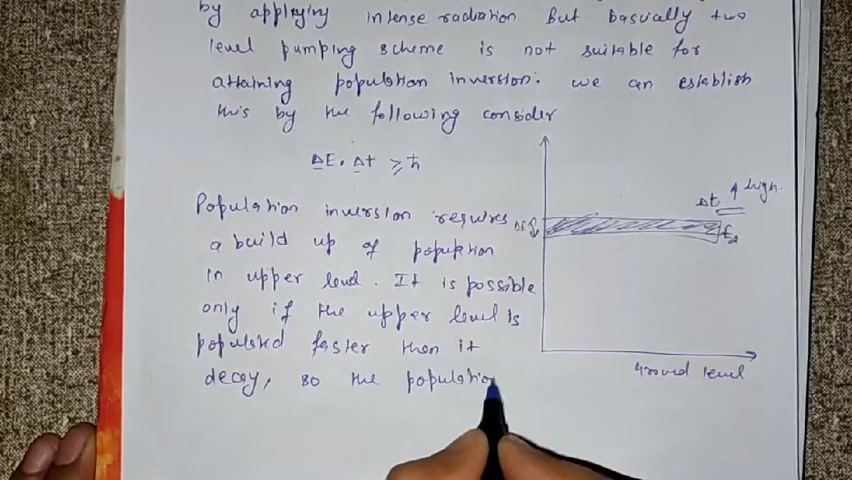 by applying intense radiation But basically two
level pumping scheme is not suitable for
attaining population inversion. we can establish
this by the following consider
ΔE. Δt ≥ ħ
Population inversion requires
a build up of population
in upper level. It is possible
only if the upper level is
populated faster then it
decay, so the population
Δt ↑ high.
ΔE
E2
Ground level